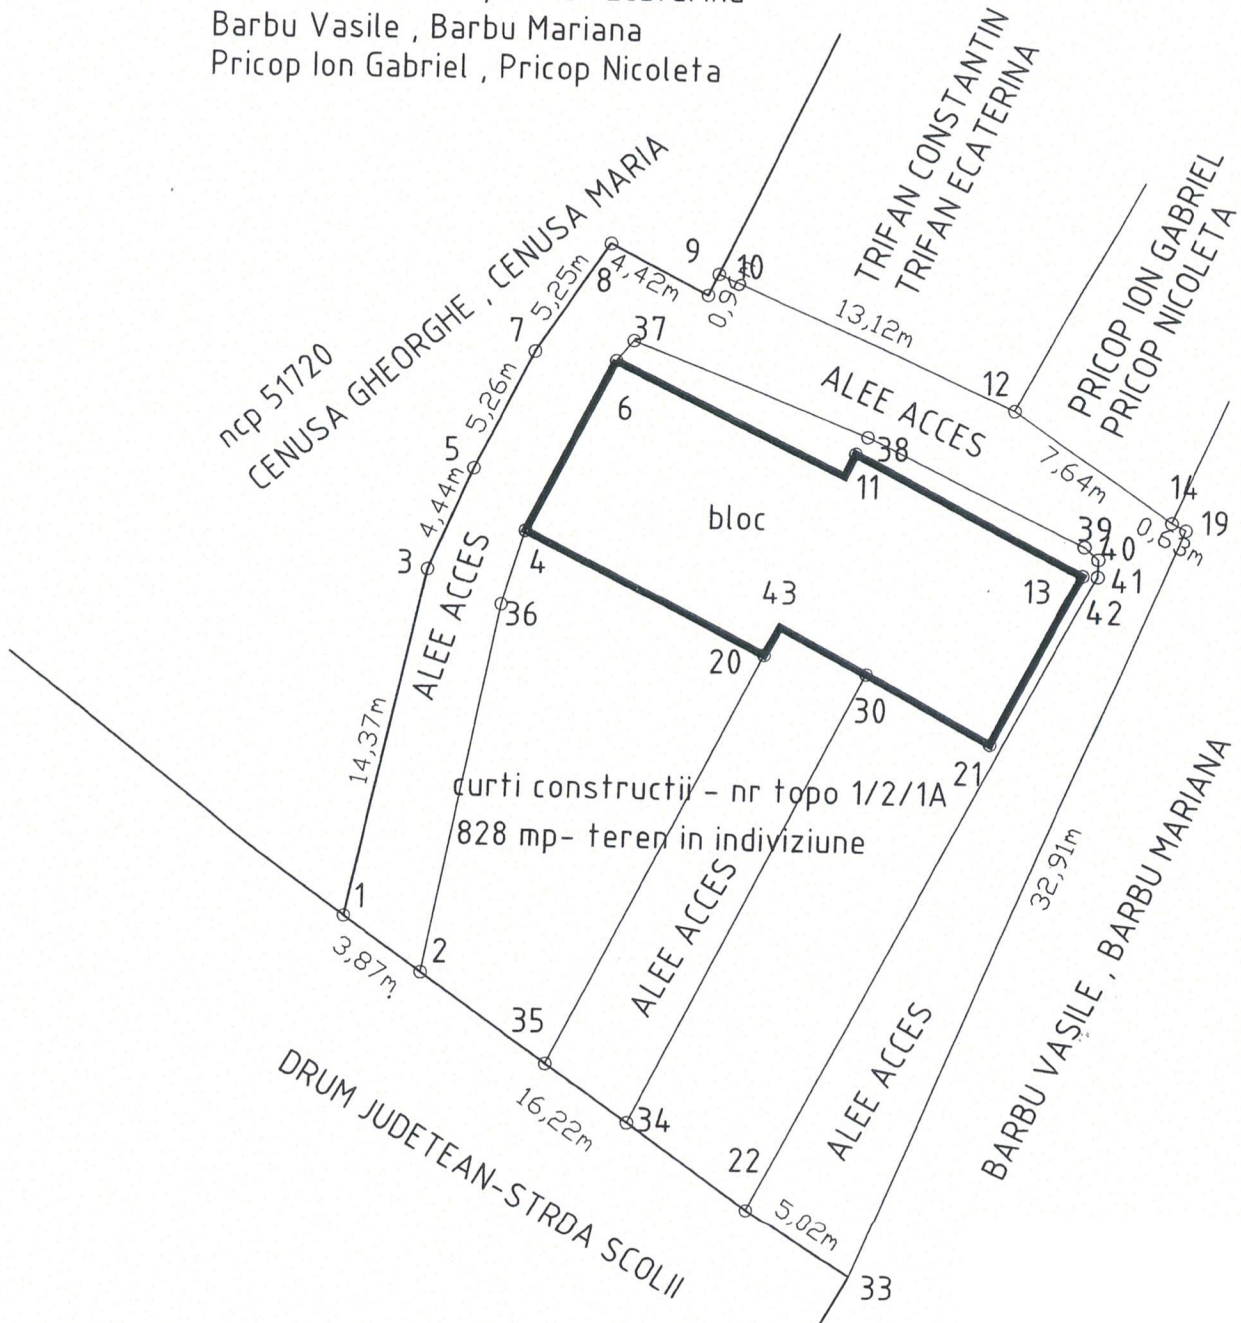 Barbu Vasile , Barbu Mariana
Pricop Ion Gabriel , Pricop Nicoleta
TRIFAN CONSTANTIN
TRIFAN ECATERINA
PRICOP ION GABRIEL
PRICOP NICOLETA
ncp 51720
CENUSA GHEORGHE , CENUSA MARIA
9
10
8
4,42m
5,25m
7
37
13,12m
12
ALEE ACCES
6
5,26m
5
38
11
7,64m
14
19
0,63m
39
40
41
42
13
bloc
4,44m
3
4
ALEE ACCES
36
43
20
30
21
14,37m
curti constructii - nr topo 1/2/1A
828 mp- teren in indiviziune
32,91m
BARBU VASILE , BARBU MARIANA
1
3,87m
2
ALEE ACCES
35
16,22m
34
ALEE ACCES
22
5,02m
33
DRUM JUDETEAN-STRDA SCOLII